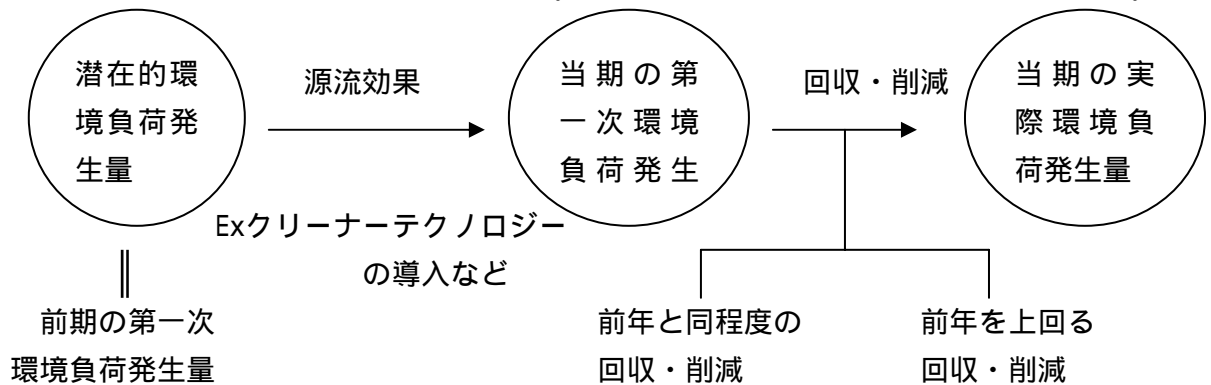 潜在的環
境負荷発
生量
源流効果
当期の第
一次環境
負荷発生
回収・削減
当期の実
際環境負
荷発生量
Exクリーナーテクノロジー
の導入など
||
前期の第一次
環境負荷発生量
前年と同程度の
回収・削減
前年を上回る
回収・削減